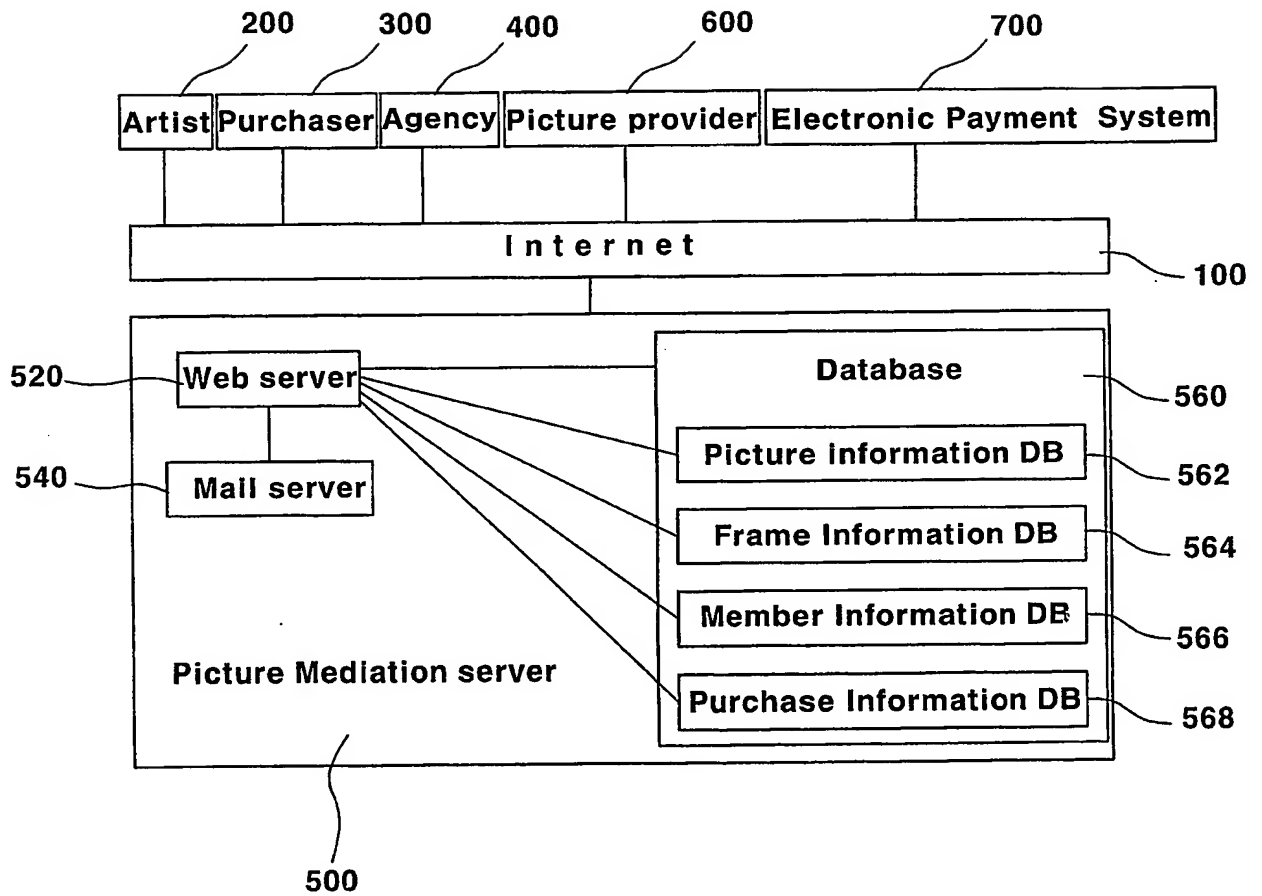 200
300
400
600
700
Artist
Purchaser
Agency
Picture provider
Electronic Payment System
Internet
100
520
Web server
Database
560
Picture Information DB
562
540
Mail server
Frame Information DB
564
Member Information DB
566
Picture Mediation server
Purchase Information DB
568
500